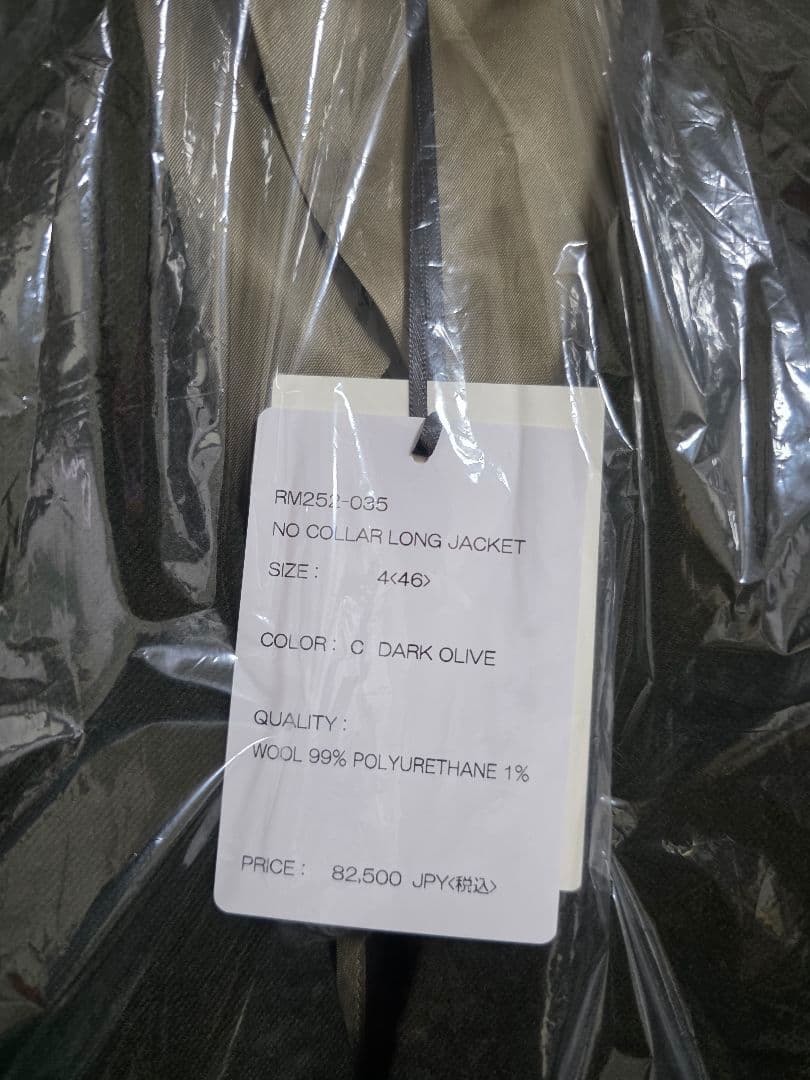 RM252-035
NO COLLAR LONG JACKET
SIZE : 4<46>
COLOR : C DARK OLIVE
QUALITY :
WOOL 99% POLYURETHANE 1%
PRICE : 82,500 JPY<税込>